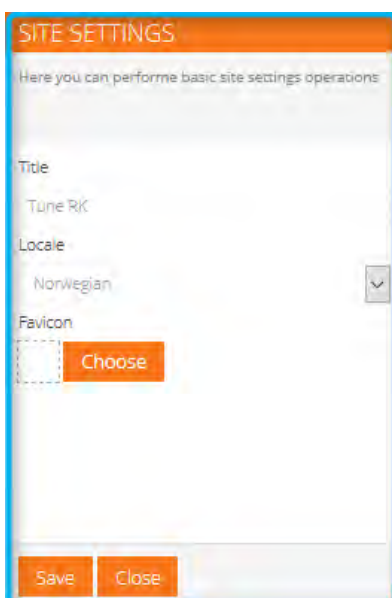 SITE SETTINGS
Here you can performe basic site settings operations
Title
Tune RK
Locale
Norwegian
Favicon
Choose
Save Close